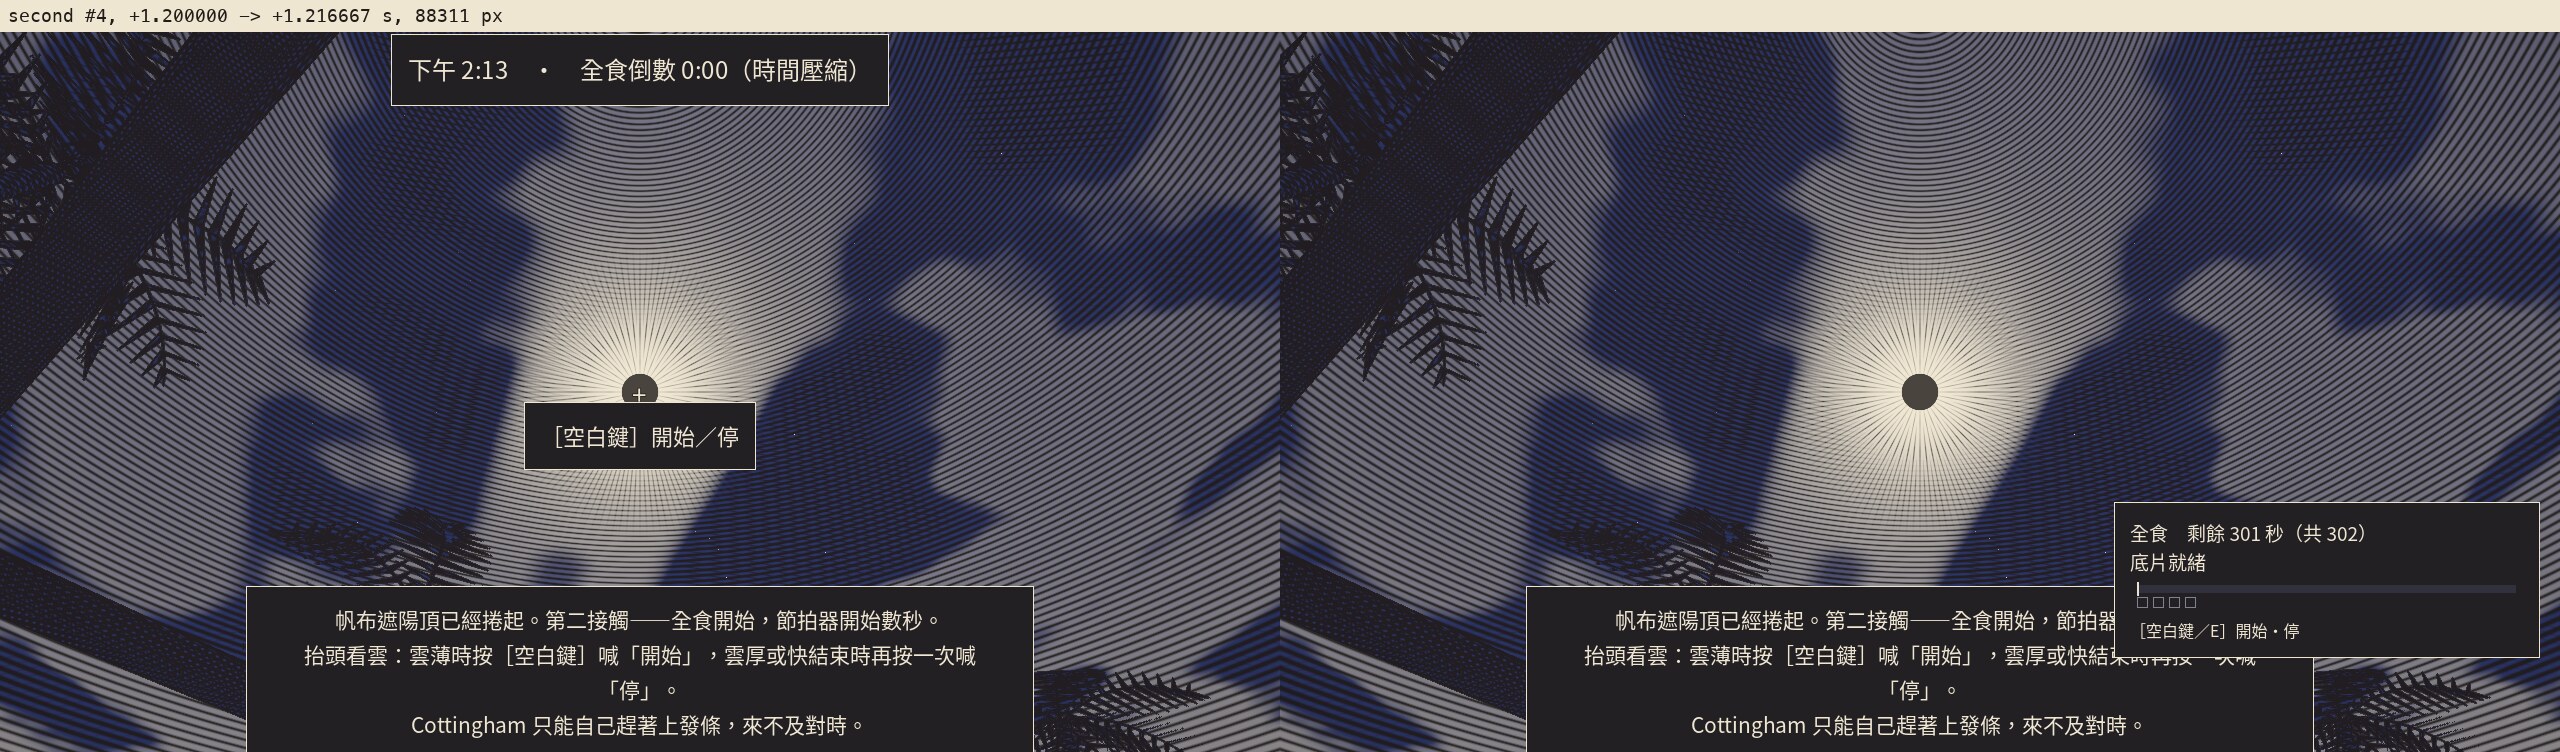 second #4, +1.200000 —> +1.216667 s, 88311 px
下午 2:13 ・ 全食倒數 0:00（時間壓縮）
［空白鍵］開始／停
帆布遮陽頂已經捲起。第二接觸——全食開始，節拍器開始數秒。
抬頭看雲：雲薄時按［空白鍵］喊「開始」，雲厚或快結束時再按一次喊
「停」。
Cottingham 只能自己趕著上發條，來不及對時。
全食 剩餘 301 秒（共 302）
底片就緒
［空白鍵／E］開始・停
帆布遮陽頂已經捲起。第二接觸——全食開始，節拍器
抬頭看雲：雲薄時按［空白鍵］喊「開始」，雲厚或快結束時再按一次喊
「停」。
Cottingham 只能自己趕著上發條，來不及對時。